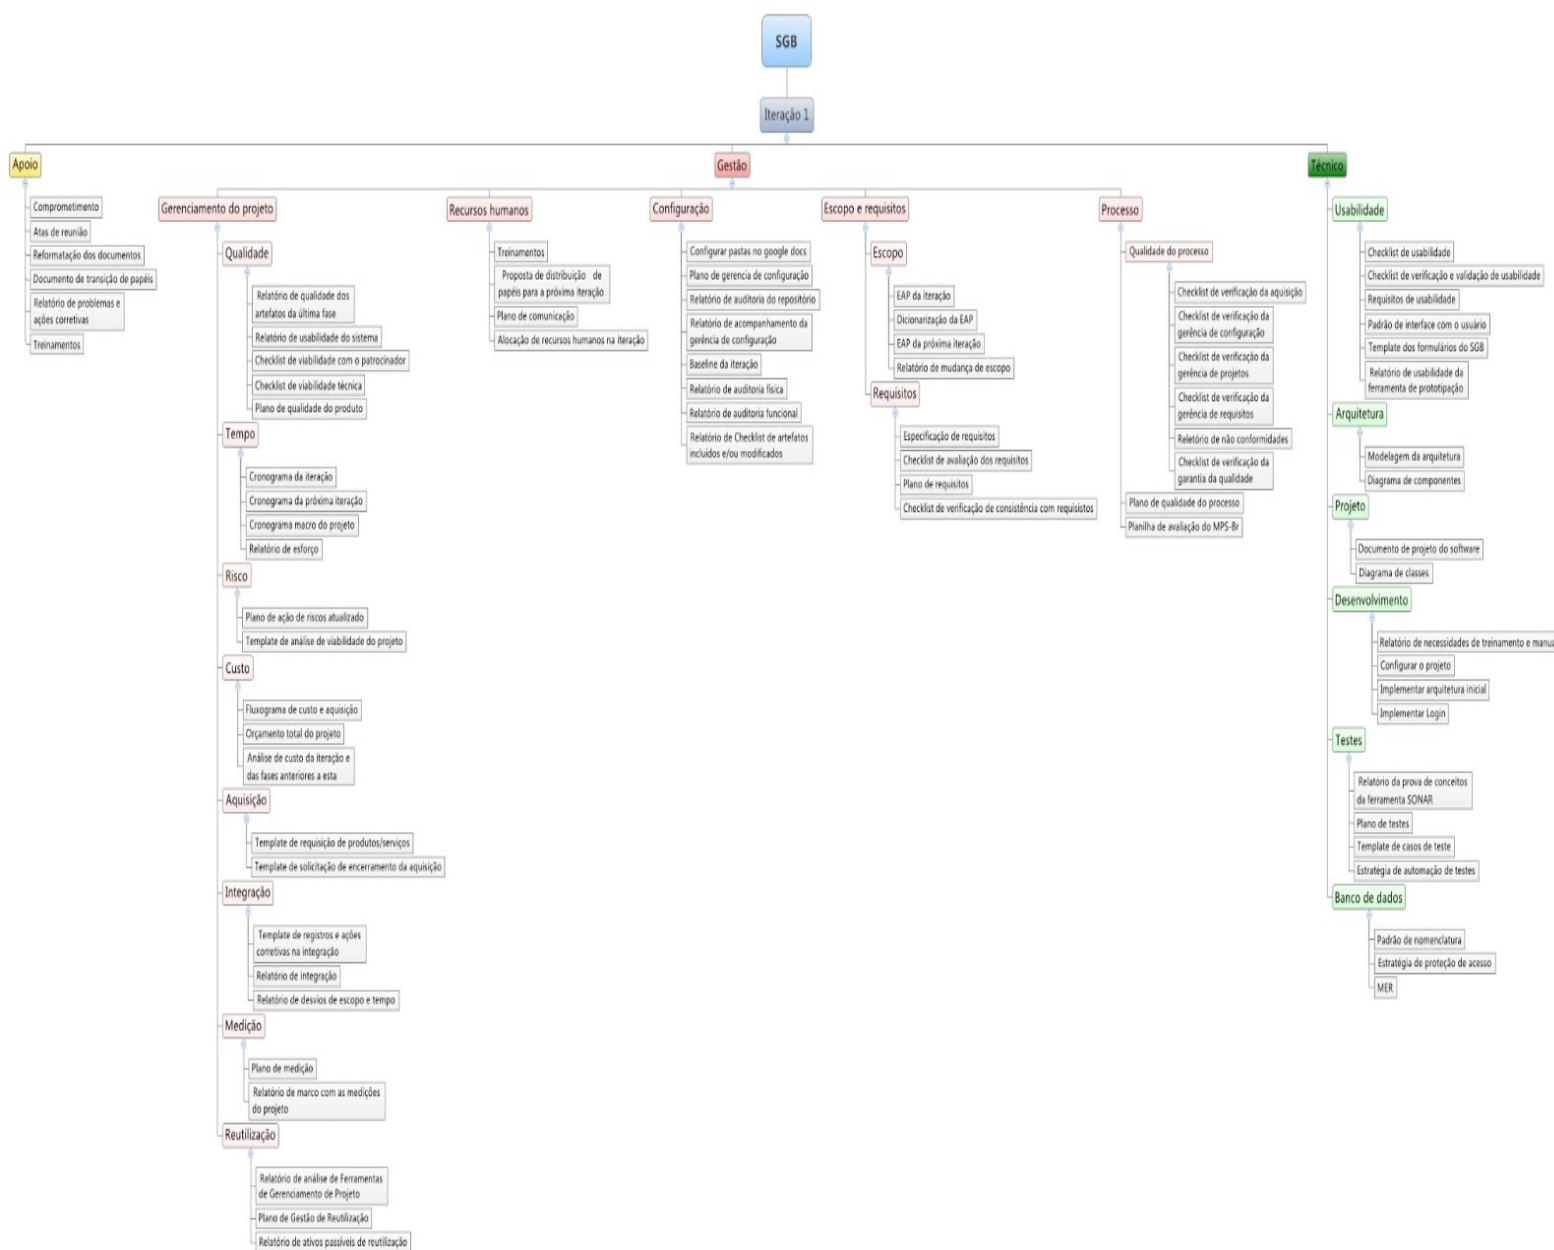 SGB
Iteração 1
Apoio
Comprometimento
Atas de reunião
Reformatação dos documentos
Documento de transição de papéis
Relatório de problemas e
ações corretivas
Treinamentos
Gestão
Gerenciamento do projeto
Qualidade
Relatório de qualidade dos
artefatos da última fase
Relatório de usabilidade do sistema
Checklist de viabilidade com o patrocinador
Checklist de viabilidade técnica
Plano de qualidade do produto
Tempo
Cronograma da iteração
Cronograma da próxima iteração
Cronograma macro do projeto
Relatório de esforço
Risco
Plano de ação de riscos atualizado
Template de análise de viabilidade do projeto
Custo
Fluxograma de custo e aquisição
Orçamento total do projeto
Análise de custo da iteração e
das fases anteriores a esta
Aquisição
Template de requisição de produtos/serviços
Template de solicitação de encerramento da aquisição
Integração
Template de registros e ações
corretivas na integração
Relatório de integração
Relatório de desvios de escopo e tempo
Medição
Plano de medição
Relatório de marco com as medições
do projeto
Reutilização
Relatório de análise de Ferramentas
de Gerenciamento de Projeto
Plano de Gestão de Reutilização
Relatório de ativos passíveis de reutilização
Recursos humanos
Treinamentos
Proposta de distribuição de
papéis para a próxima iteração
Plano de comunicação
Alocação de recursos humanos na iteração
Configuração
Configurar pastas no google docs
Plano de gerencia de configuração
Relatório de auditoria do repositório
Relatório de acompanhamento da
gerência de configuração
Baseline da iteração
Relatório de auditoria física
Relatório de auditoria funcional
Relatório de Checklist de artefatos
incluidos e/ou modificados
Escopo e requisitos
Escopo
EAP da iteração
Dicionarização da EAP
EAP da próxima iteração
Relatório de mudança de escopo
Requisitos
Especificação de requisitos
Checklist de avaliação dos requisitos
Plano de requisitos
Checklist de verificação de consistência com requisistos
Processo
Qualidade do processo
Checklist de verificação da aquisição
Checklist de verificação da
gerência de configuração
Checklist de verificação da
gerência de projetos
Checklist de verificação da
gerência de requisitos
Reletório de não conformidades
Checklist de verificação da
garantia da qualidade
Plano de qualidade do processo
Planilha de avaliação do MPS-Br
Técnico
Usabilidade
Checklist de usabilidade
Checklist de verificação e validação de usabilidade
Requisitos de usabilidade
Padrão de interface com o usuário
Template dos formulários do SGB
Relatório de usabilidade da
ferramenta de prototipação
Arquitetura
Modelagem da arquitetura
Diagrama de componentes
Projeto
Documento de projeto do software
Diagrama de classes
Desenvolvimento
Relatório de necessidades de treinamento e manua
Configurar o projeto
Implementar arquitetura inicial
Implementar Login
Testes
Relatório da prova de conceitos
da ferramenta SONAR
Plano de testes
Template de casos de teste
Estratégia de automação de testes
Banco de dados
Padrão de nomenclatura
Estratégia de proteção de acesso
MER